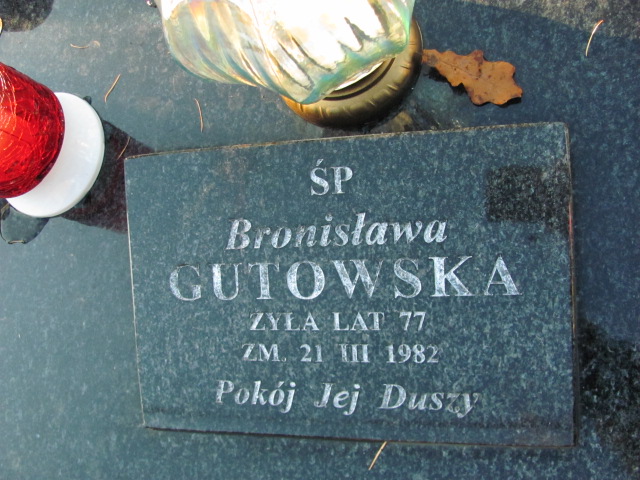 ŚP
Bronisława
GUTOWSKA
ŻYŁA LAT 77
ZM. 21 III 1982
Pokój Jej Duszy